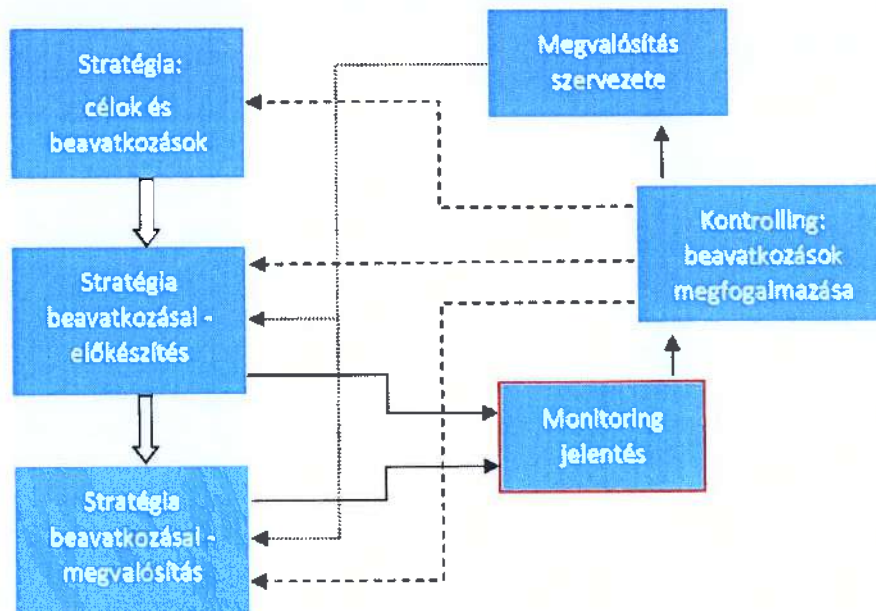 Stratégia:
célok és
beavatkozások
Megvalósítás
szervezete
Kontrolling:
beavatkozások
megfogalmazása
Stratégia
beavatkozásai -
előkészítés
Monitoring
jelentés
Stratégia
beavatkozásai -
megvalósítás